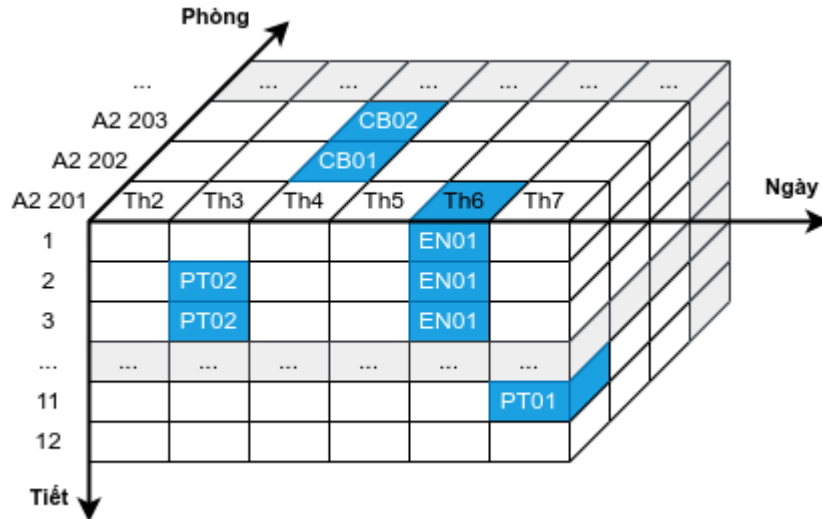 Phòng
... ... ... ... ... ... ...
A2 203 CB02
A2 202 CB01
A2 201 Th2 Th3 Th4 Th5 Th6 Th7 Ngày
1 EN01
2 PT02 EN01
3 PT02 EN01
... ... ... ... ... ... ...
11 PT01
12
Tiết